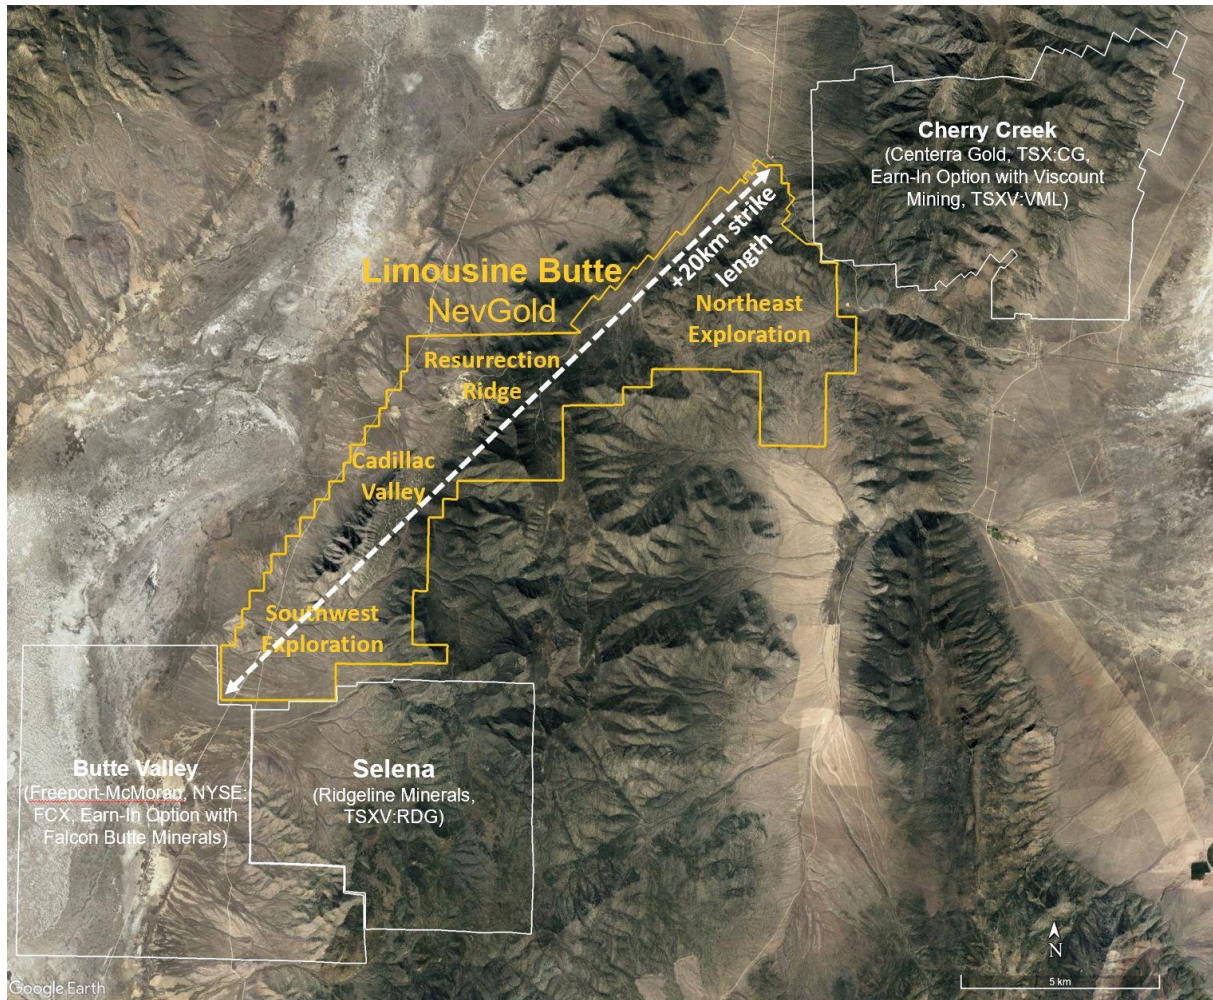 Cherry Creek
(Centerra Gold, TSX:CG,
Earn-In Option with Viscount
Mining, TSXV:VML)
+20km strike
length
Limousine Butte
NevGold
Northeast
Exploration
Resurrection
Ridge
Cadillac
Valley
Southwest
Exploration
Butte Valley
(Freeport-McMoran, NYSE:
FCX, Earn-In Option with
Falcon Butte Minerals)
Selena
(Ridgeline Minerals,
TSXV:RDG)
N
5 km
Google Earth